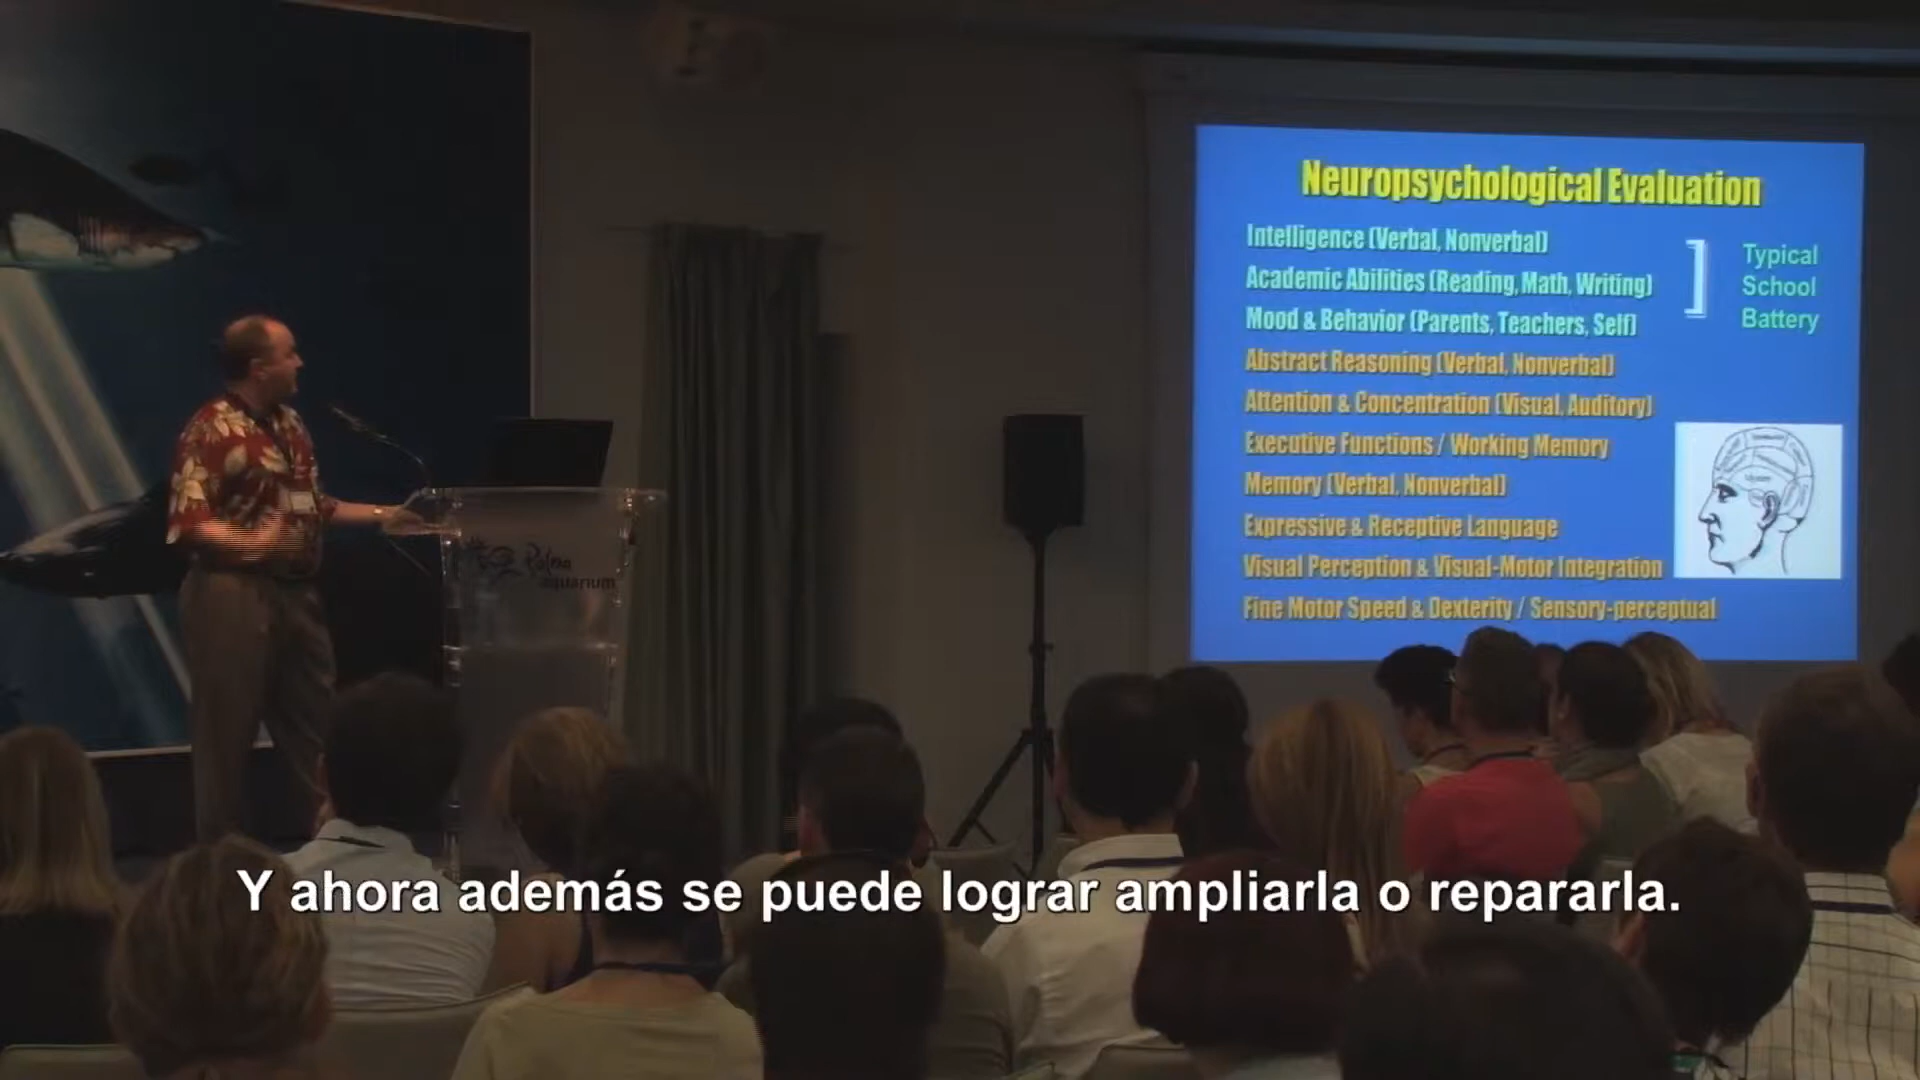 Neuropsychological Evaluation
Intelligence (Verbal, Nonverbal)
Academic Abilities (Reading, Math, Writing)
Mood & Behavior (Parents, Teachers, Self)
Typical
School
Battery
Abstract Reasoning (Verbal, Nonverbal)
Attention & Concentration (Visual, Auditory)
Executive Functions / Working Memory
Memory (Verbal, Nonverbal)
Expressive & Receptive Language
Visual Perception & Visual-Motor Integration
Fine Motor Speed & Dexterity / Sensory-perceptual
Palma
aquarium
Y ahora además se puede lograr ampliarla o repararla.